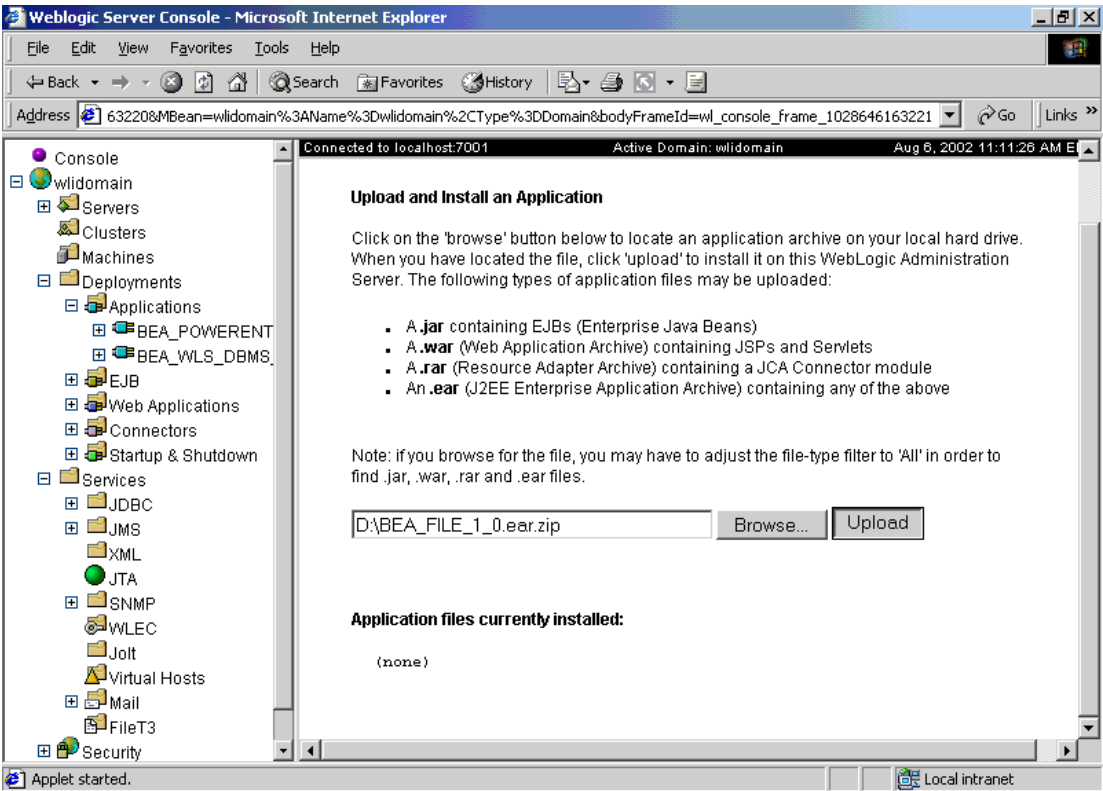 Weblogic Server Console - Microsoft Internet Explorer
File Edit View Favorites Tools Help
Back Search Favorites History
Address 63220&MBean=wlidomain%3AName%3Dwlidomain%2CType%3DDomain&bodyFrameId=wl_console_frame_1028646163221 Go Links »
Console
wlidomain
Servers
Clusters
Machines
Deployments
Applications
BEA_POWERENT
BEA_WLS_DBMS_
EJB
Web Applications
Connectors
Startup & Shutdown
Services
JDBC
JMS
XML
JTA
SNMP
WLEC
Jolt
Virtual Hosts
Mail
FileT3
Security
Connected to localhost:7001 Active Domain: wlidomain Aug 6, 2002 11:11:26 AM
Upload and Install an Application
Click on the 'browse' button below to locate an application archive on your local hard drive.
When you have located the file, click 'upload' to install it on this WebLogic Administration
Server. The following types of application files may be uploaded:
A .jar containing EJBs (Enterprise Java Beans)
A .war (Web Application Archive) containing JSPs and Servlets
A .rar (Resource Adapter Archive) containing a JCA Connector module
An .ear (J2EE Enterprise Application Archive) containing any of the above
Note: if you browse for the file, you may have to adjust the file-type filter to 'All' in order to
find .jar, .war, .rar and .ear files.
D:\BEA_FILE_1_0.ear.zip Browse... Upload
Application files currently installed:
(none)
Applet started. Local intranet